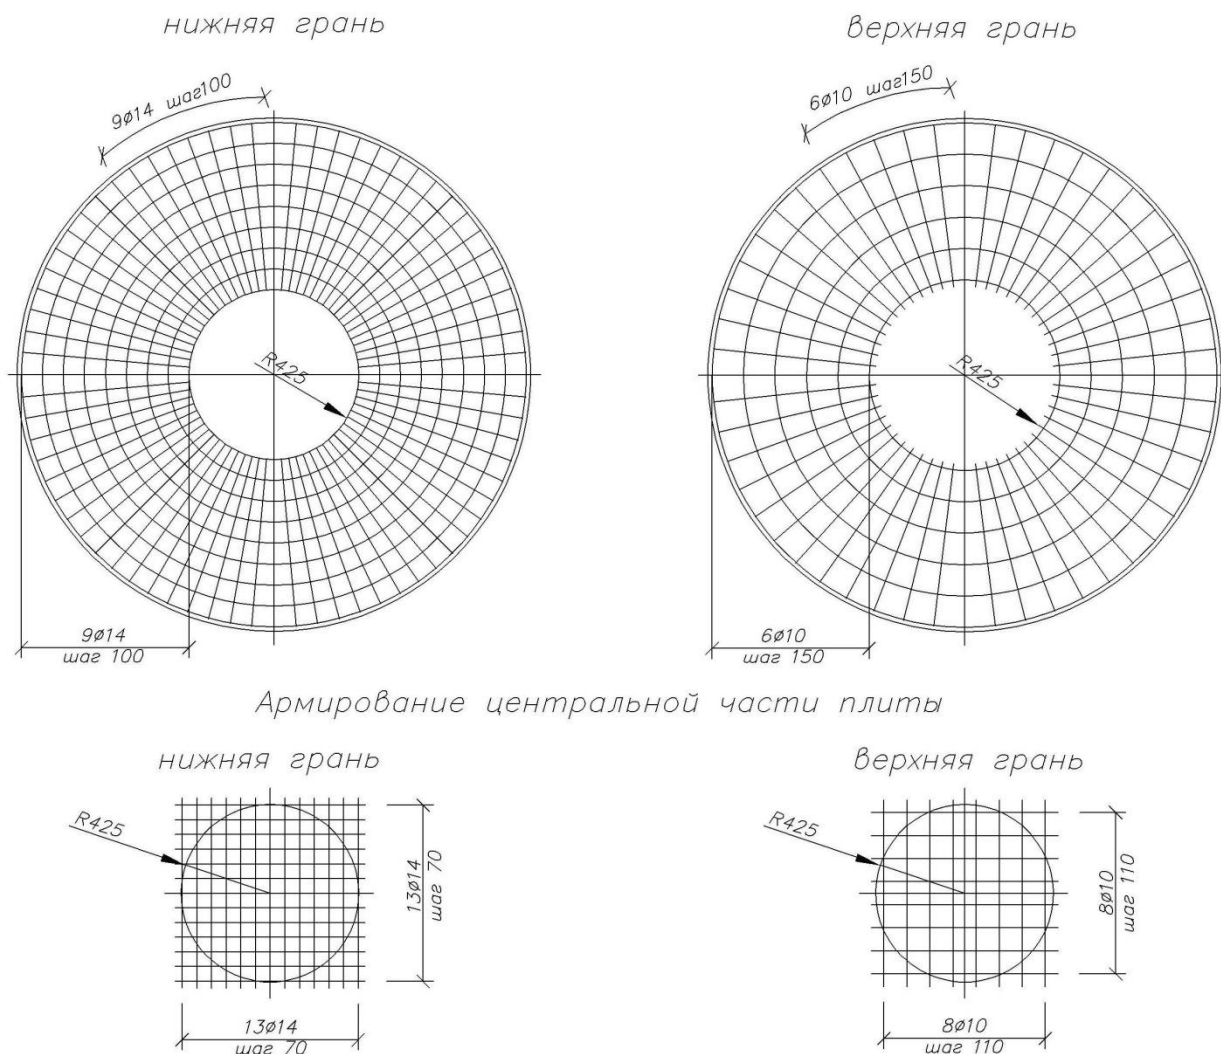 нижняя грань
верхняя грань
9ø14 шаг100
6ø10 шаг150
R425
R425
9ø14
шаг 100
6ø10
шаг 150
Армирование центральной части плиты
нижняя грань
верхняя грань
R425
R425
13ø14
шаг 70
8ø10
шаг 110
13ø14
шаг 70
8ø10
шаг 110